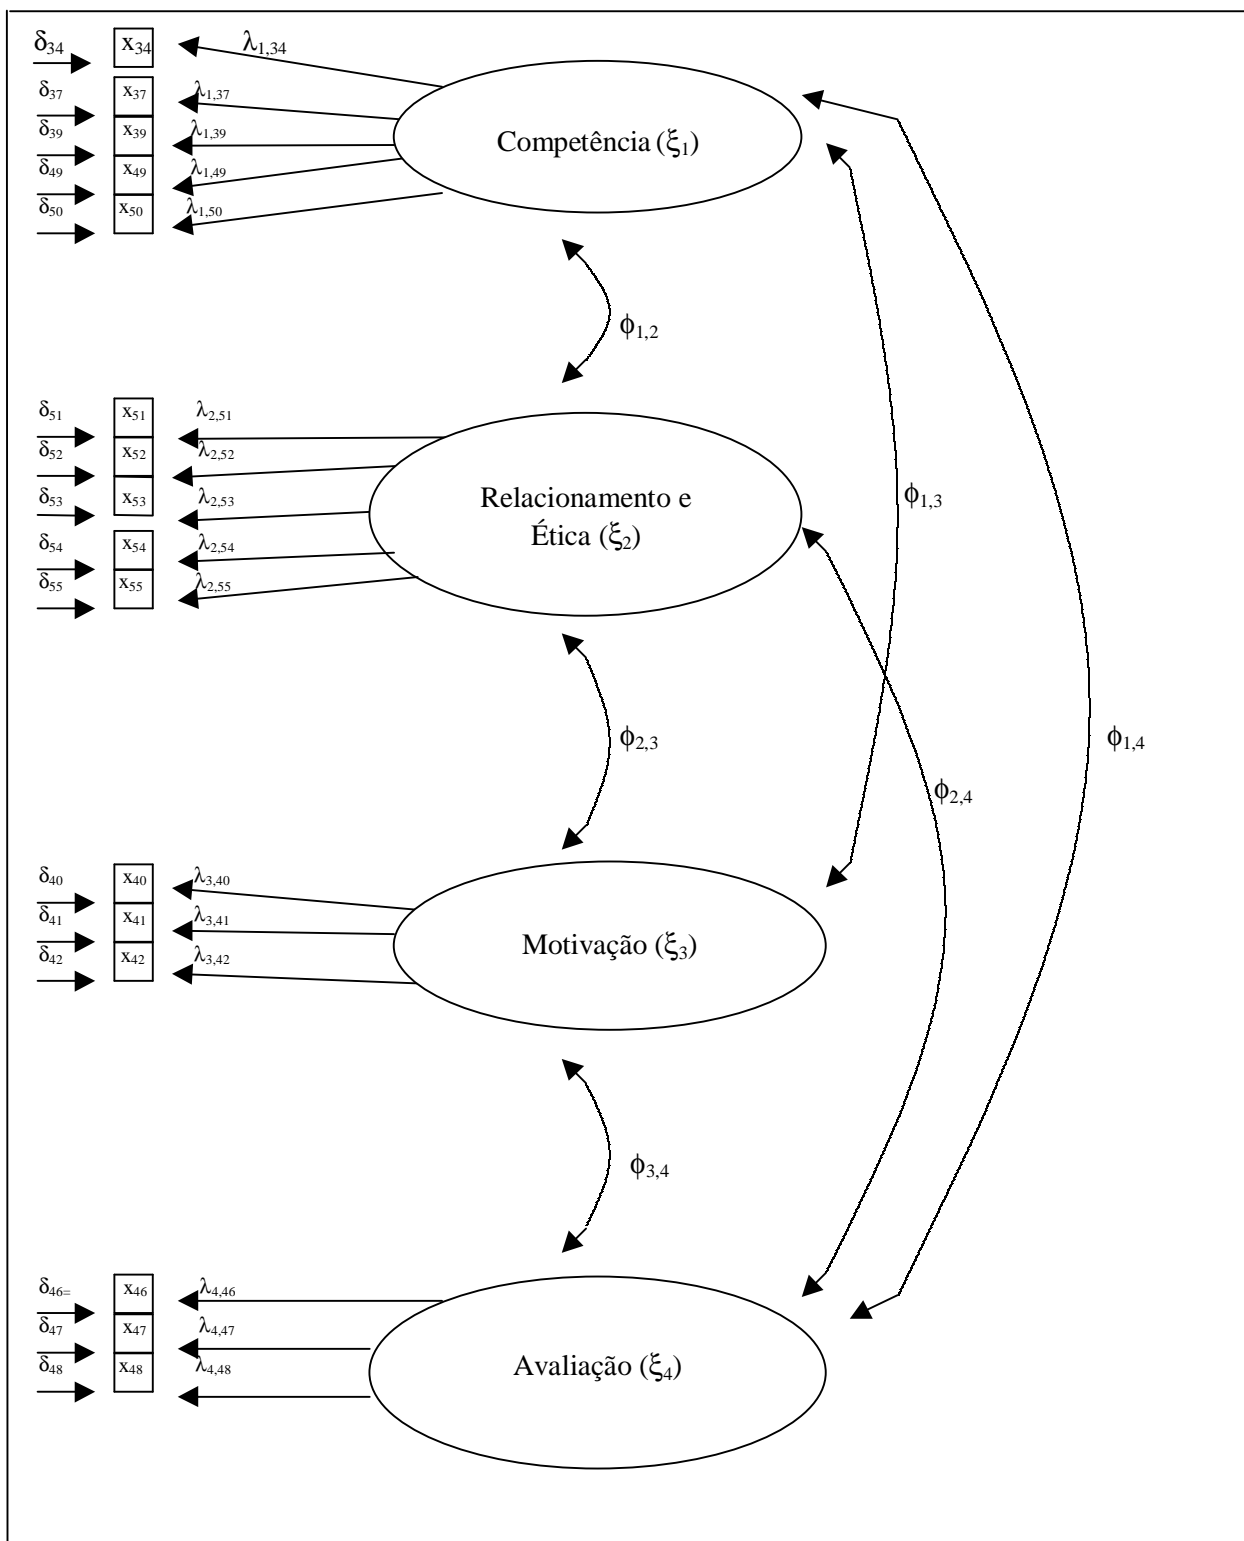 δ34 x34 λ1,34
δ37 x37 λ1,37
δ39 x39 λ1,39
Competência (ξ1)
δ49 x49 λ1,49
δ50 x50 λ1,50
ϕ1,2
δ51 x51 λ2,51
δ52 x52 λ2,52
δ53 x53 λ2,53
Relacionamento e
Ética (ξ2)
ϕ1,3
δ54 x54 λ2,54
δ55 x55 λ2,55
ϕ2,3
ϕ1,4
ϕ2,4
δ40 x40 λ3,40
δ41 x41 λ3,41
Motivação (ξ3)
δ42 x42 λ3,42
ϕ3,4
δ46= x46 λ4,46
δ47 x47 λ4,47
δ48 x48 λ4,48
Avaliação (ξ4)